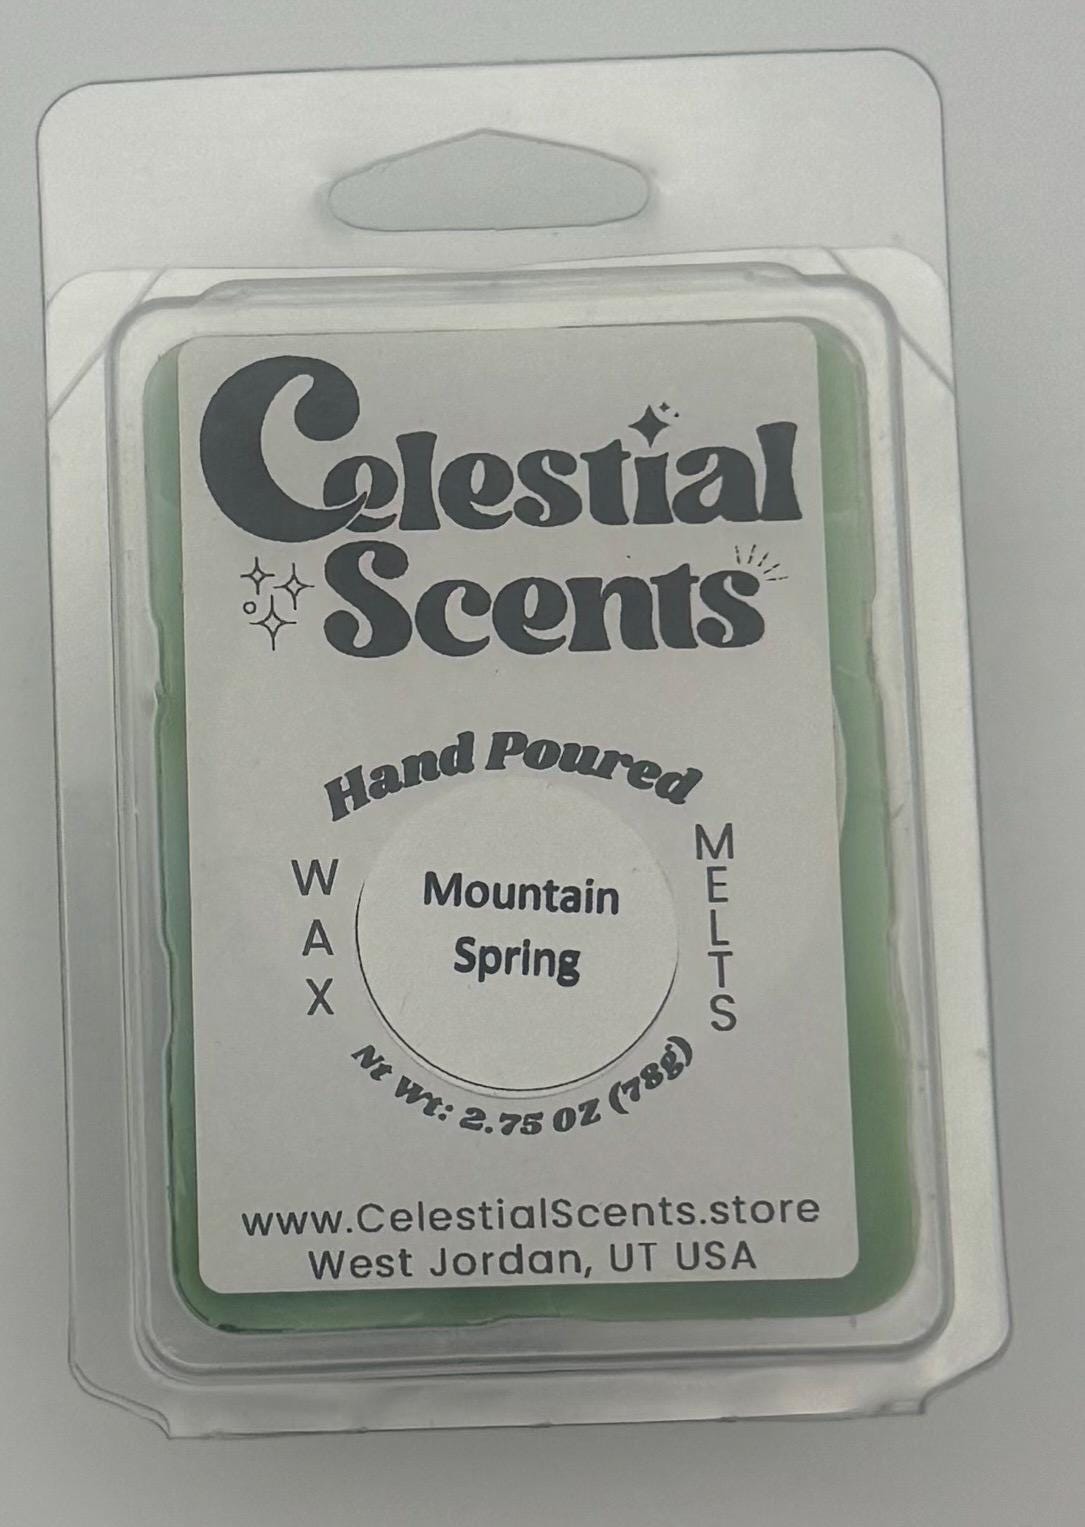 Celestial
Scents
Hand Poured
WAX
MELTS
Mountain
Spring
Nt Wt: 2.75 OZ (78g)
www.CelestialScents.store
West Jordan, UT USA